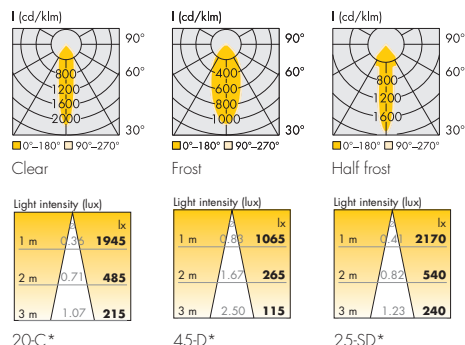 I (cd/klm)
90°
60°
800
1200
1600
2000
30°
0°–180° 90°–270°
Clear
I (cd/klm)
90°
60°
400
600
800
1000
30°
0°–180° 90°–270°
Frost
I (cd/klm)
90°
60°
800
1200
1600
30°
0°–180° 90°–270°
Half frost
Light intensity (lux)
lx
1 m 0.36 1945
2 m 0.71 485
3 m 1.07 215
20-C*
Light intensity (lux)
lx
1 m 0.83 1065
2 m 1.67 265
3 m 2.50 115
45-D*
Light intensity (lux)
lx
1 m 0.41 2170
2 m 0.82 540
3 m 1.23 240
25-SD*